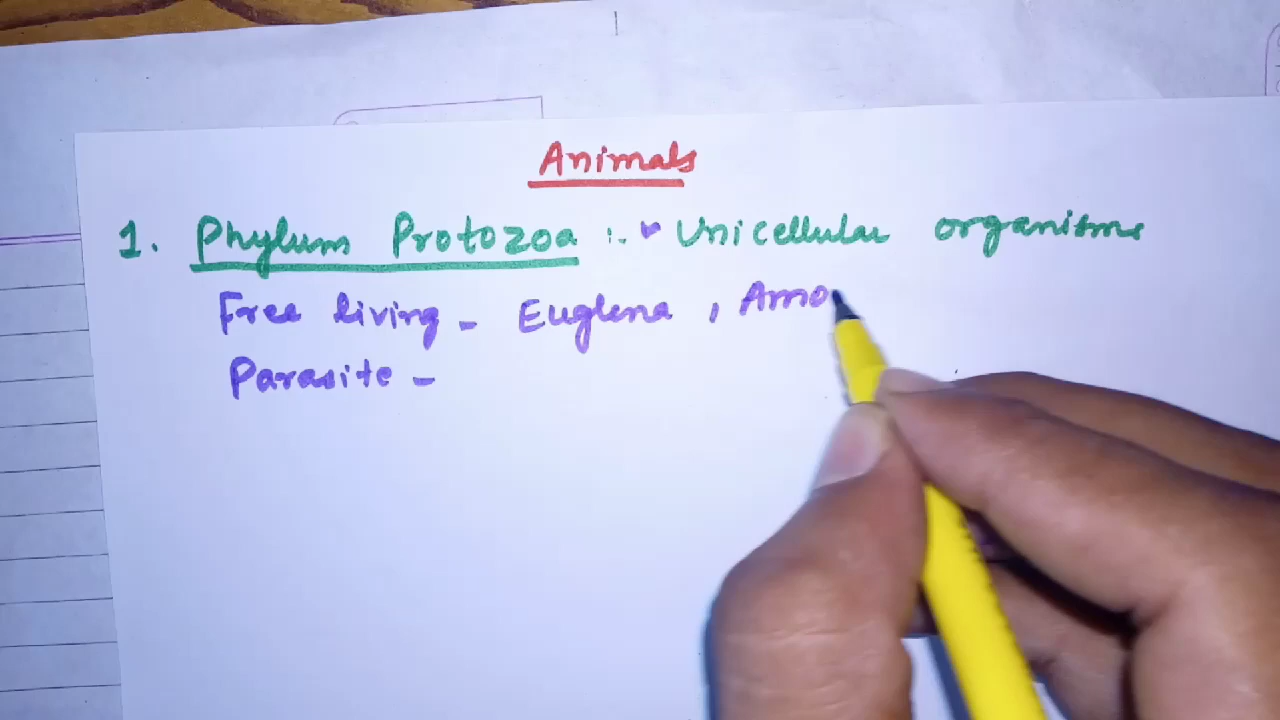 Animals
1. Phylum Protozoa :- Unicellular organisms
Free living - Euglena , Amo
Parasite -